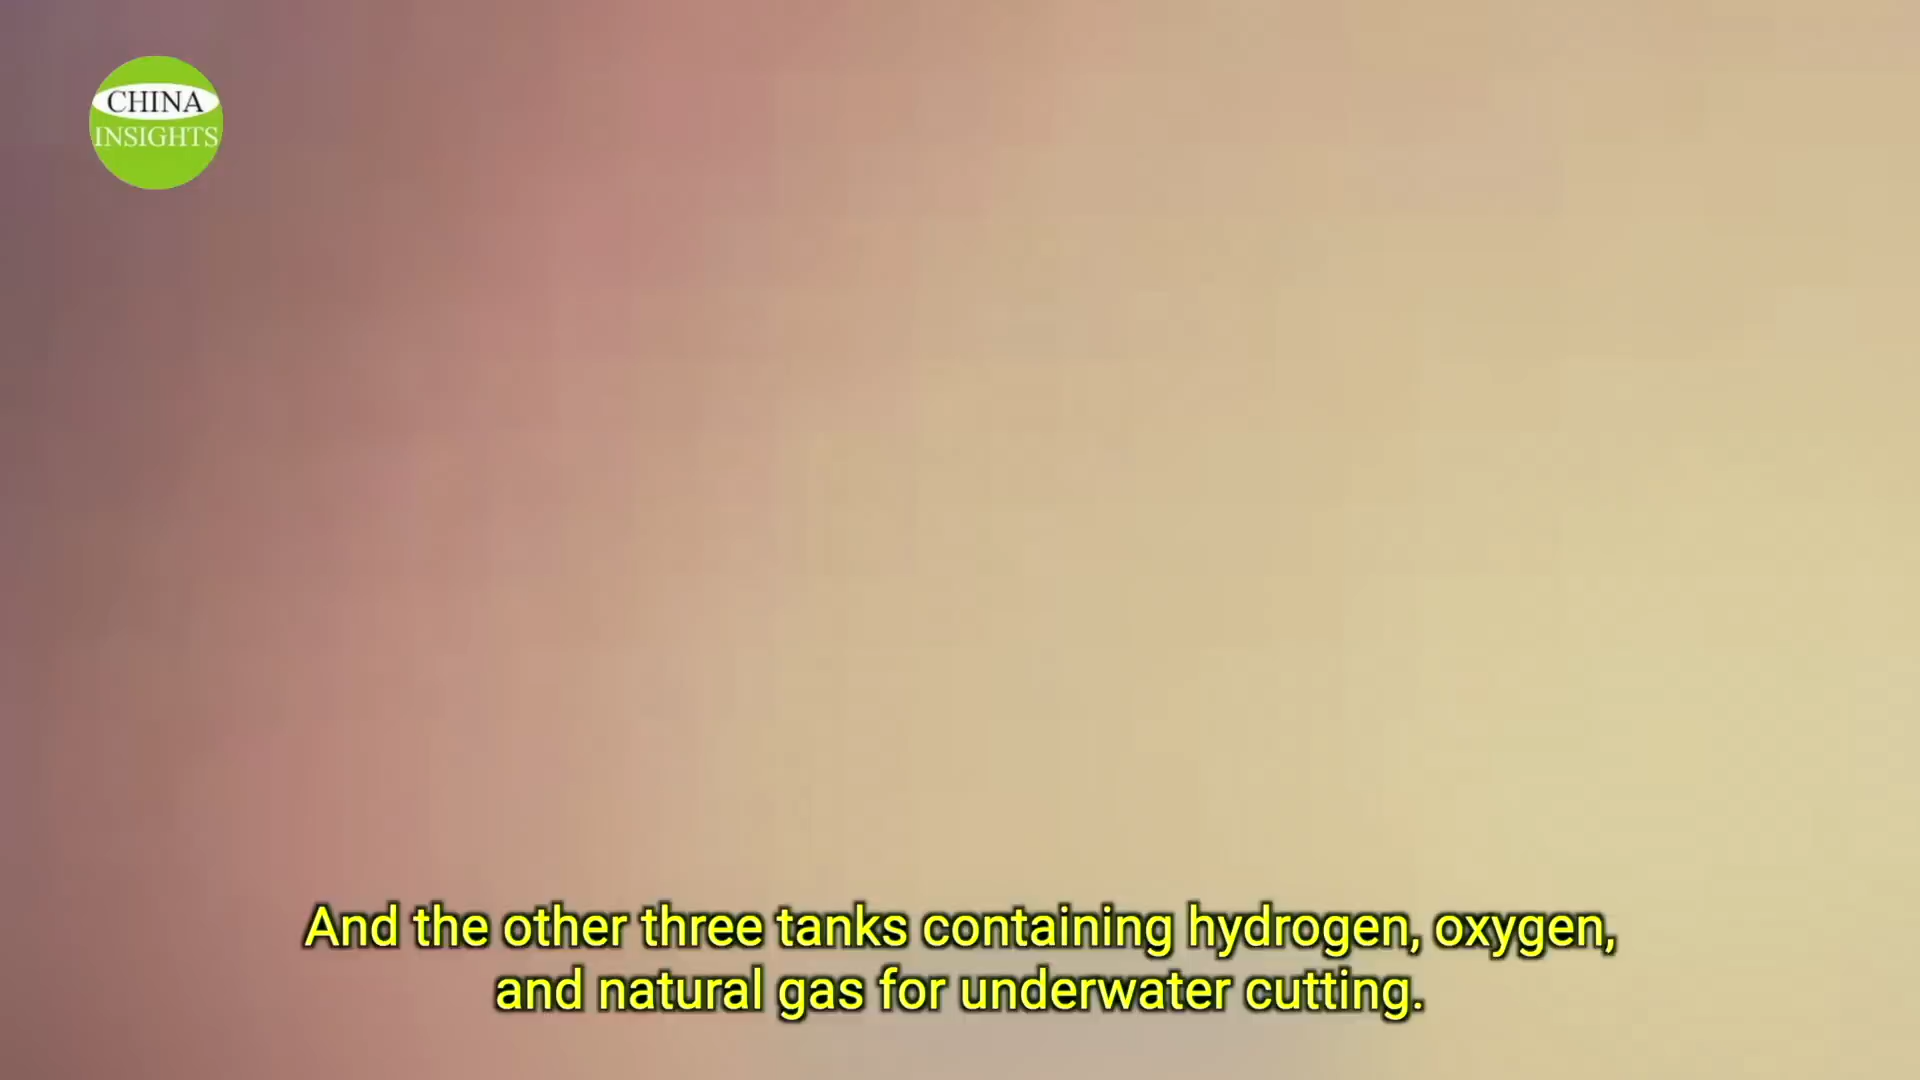 CHINA
INSIGHTS
And the other three tanks containing hydrogen, oxygen,
and natural gas for underwater cutting.